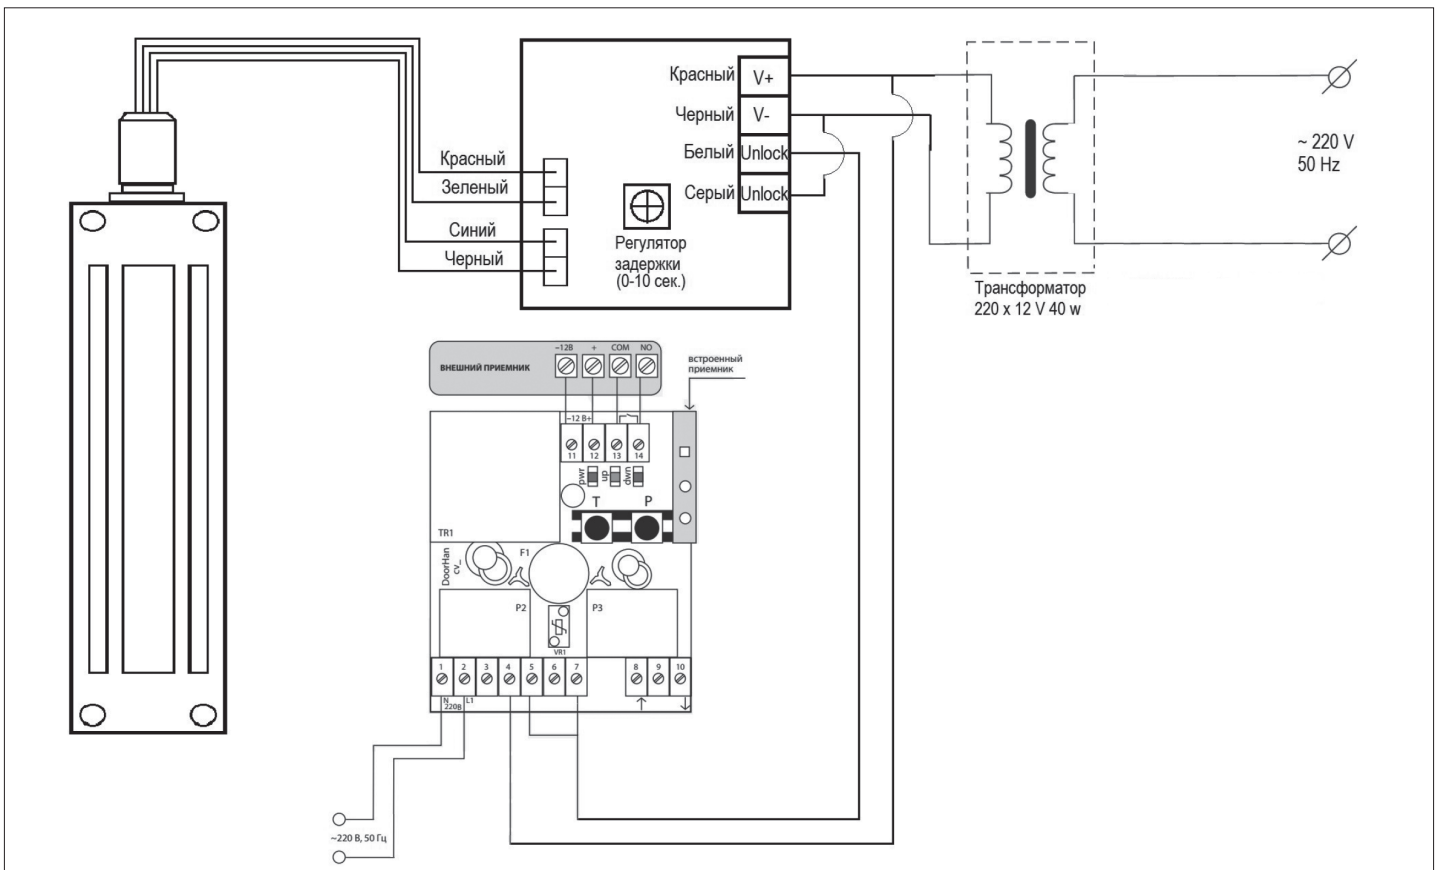 Красный V+
Черный V-
Белый Unlock
Серый Unlock
Красный
Зеленый
Синий
Черный
Регулятор
задержки
(0-10 сек.)
~ 220 V
50 Hz
Трансформатор
220 x 12 V 40 w
ВНЕШНИЙ ПРИЕМНИК
−12В + COM NO
встроенный
приемник
−12 В+
11 12 13 14
pwr up dwn
T P
TR1
DoorHan
cv_
F1
P2 P3
VR1
1 2 3 4 5 6 7 8 9 10
N L1
220В
~220 В, 50 Гц